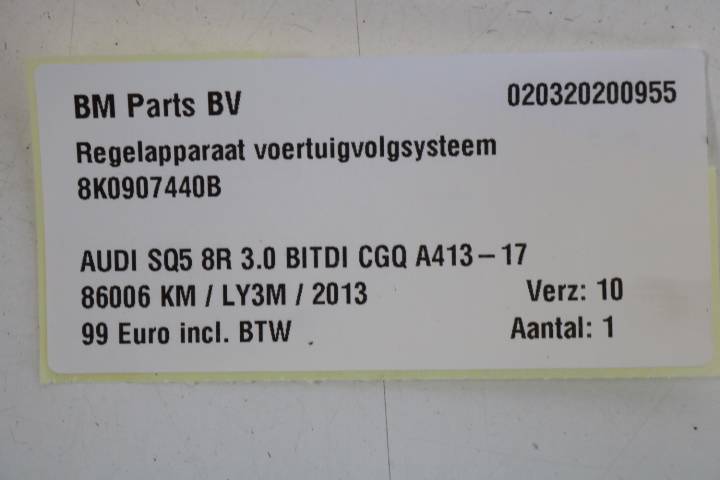 BM Parts BV 020320200955
Regelapparaat voertuigvolgsysteem
8K0907440B
AUDI SQ5 8R 3.0 BITDI CGQ A413-17
86006 KM / LY3M / 2013 Verz: 10
99 Euro incl. BTW Aantal: 1